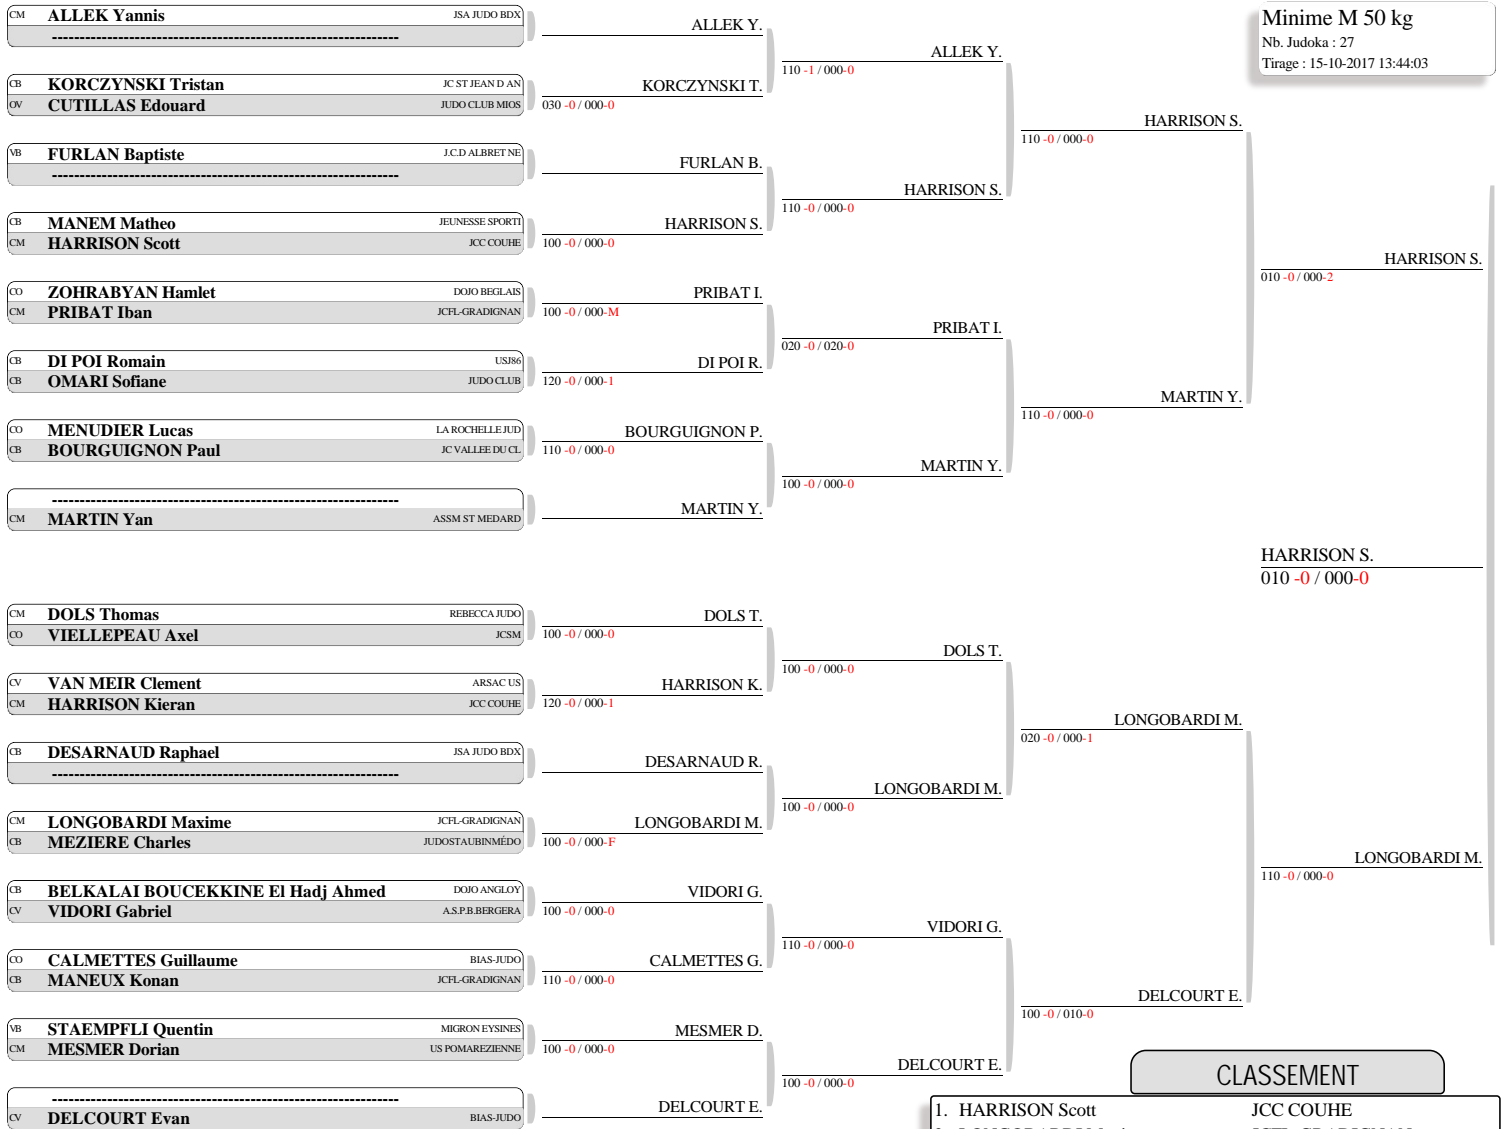 Minime M 50 kg
Nb. Judoka : 27
Tirage : 15-10-2017 13:44:03
CM ALLEK Yannis JSA JUDO BDX
----------------------------------------------------------------
CB KORCZYNSKI Tristan JC ST JEAN D AN
OV CUTILLAS Edouard JUDO CLUB MIOS
VB FURLAN Baptiste J.C.D ALBRET NE
----------------------------------------------------------------
CB MANEM Matheo JEUNESSE SPORTI
CM HARRISON Scott JCC COUHE
CO ZOHRABYAN Hamlet DOJO BEGLAIS
CM PRIBAT Iban JCFL-GRADIGNAN
CB DI POI Romain USJ86
CB OMARI Sofiane JUDO CLUB
CO MENUDIER Lucas LA ROCHELLE JUD
CB BOURGUIGNON Paul JC VALLEE DU CL
----------------------------------------------------------------
CM MARTIN Yan ASSM ST MEDARD
CM DOLS Thomas REBECCA JUDO
CO VIELLEPEAU Axel JCSM
CV VAN MEIR Clement ARSAC US
CM HARRISON Kieran JCC COUHE
CB DESARNAUD Raphael JSA JUDO BDX
----------------------------------------------------------------
CM LONGOBARDI Maxime JCFL-GRADIGNAN
CB MEZIERE Charles JUDOSTAUBINMÉDO
CB BELKALAI BOUCEKKINE El Hadj Ahmed DOJO ANGLOY
CV VIDORI Gabriel A.S.P.B.BERGERA
CO CALMETTES Guillaume BIAS-JUDO
CB MANEUX Konan JCFL-GRADIGNAN
VB STAEMPFLI Quentin MIGRON EYSINES
CM MESMER Dorian US POMAREZIENNE
----------------------------------------------------------------
CV DELCOURT Evan BIAS-JUDO
ALLEK Y.
KORCZYNSKI T.
030 -0 / 000-0
FURLAN B.
HARRISON S.
100 -0 / 000-0
PRIBAT I.
100 -0 / 000-M
DI POI R.
120 -0 / 000-1
BOURGUIGNON P.
110 -0 / 000-0
MARTIN Y.
DOLS T.
100 -0 / 000-0
HARRISON K.
120 -0 / 000-1
DESARNAUD R.
LONGOBARDI M.
100 -0 / 000-F
VIDORI G.
100 -0 / 000-0
CALMETTES G.
110 -0 / 000-0
MESMER D.
100 -0 / 000-0
DELCOURT E.
ALLEK Y.
110 -1 / 000-0
HARRISON S.
110 -0 / 000-0
PRIBAT I.
020 -0 / 020-0
MARTIN Y.
100 -0 / 000-0
DOLS T.
100 -0 / 000-0
LONGOBARDI M.
100 -0 / 000-0
VIDORI G.
110 -0 / 000-0
DELCOURT E.
100 -0 / 000-0
HARRISON S.
110 -0 / 000-0
MARTIN Y.
110 -0 / 000-0
LONGOBARDI M.
020 -0 / 000-1
DELCOURT E.
100 -0 / 010-0
HARRISON S.
010 -0 / 000-2
LONGOBARDI M.
110 -0 / 000-0
HARRISON S.
010 -0 / 000-0
CLASSEMENT
1. HARRISON Scott JCC COUHE